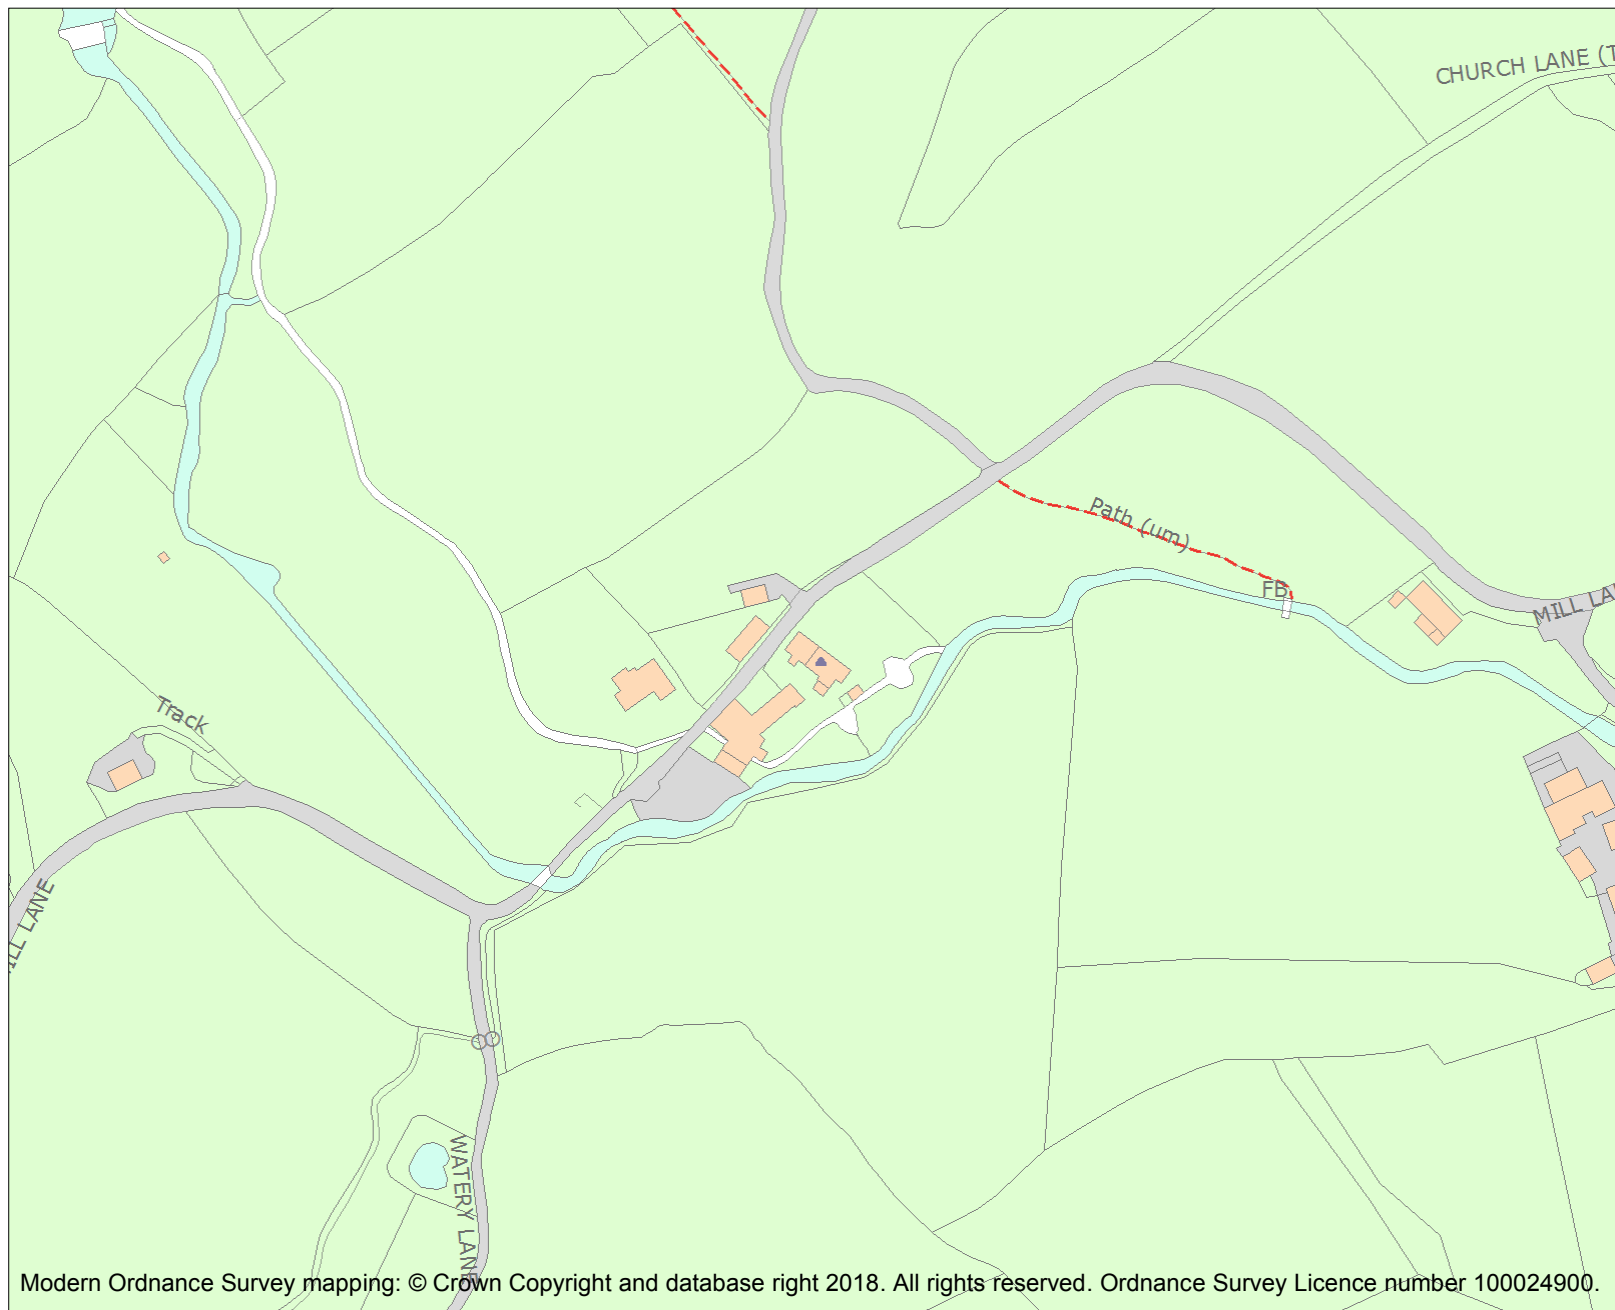 CHURCH LANE (T
Path (um)
FB
MILL LA
Track
ILL LANE
WATERY LANE
Modern Ordnance Survey mapping: © Crown Copyright and database right 2018. All rights reserved. Ordnance Survey Licence number 100024900.